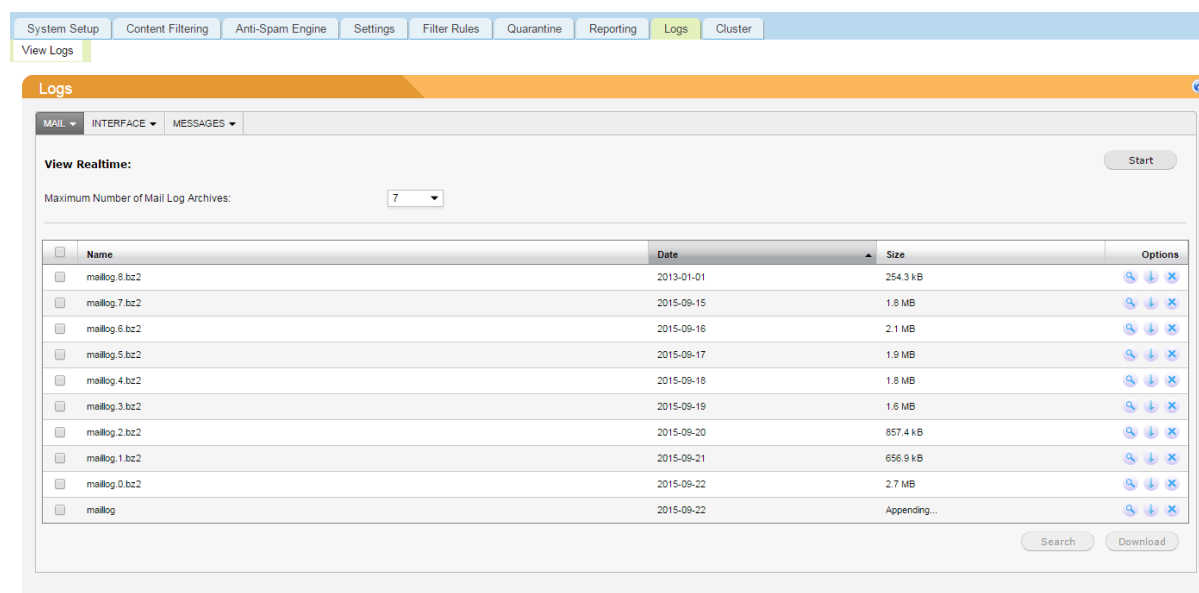 System Setup Content Filtering Anti-Spam Engine Settings Filter Rules Quarantine Reporting Logs Cluster
View Logs
Logs
MAIL INTERFACE MESSAGES
View Realtime: Start
Maximum Number of Mail Log Archives: 7
Name Date Size Options
maillog.8.bz2 2013-01-01 254.3 kB
maillog.7.bz2 2015-09-15 1.8 MB
maillog.6.bz2 2015-09-16 2.1 MB
maillog.5.bz2 2015-09-17 1.9 MB
maillog.4.bz2 2015-09-18 1.8 MB
maillog.3.bz2 2015-09-19 1.6 MB
maillog.2.bz2 2015-09-20 857.4 kB
maillog.1.bz2 2015-09-21 656.9 kB
maillog.0.bz2 2015-09-22 2.7 MB
maillog 2015-09-22 Appending...
Search Download